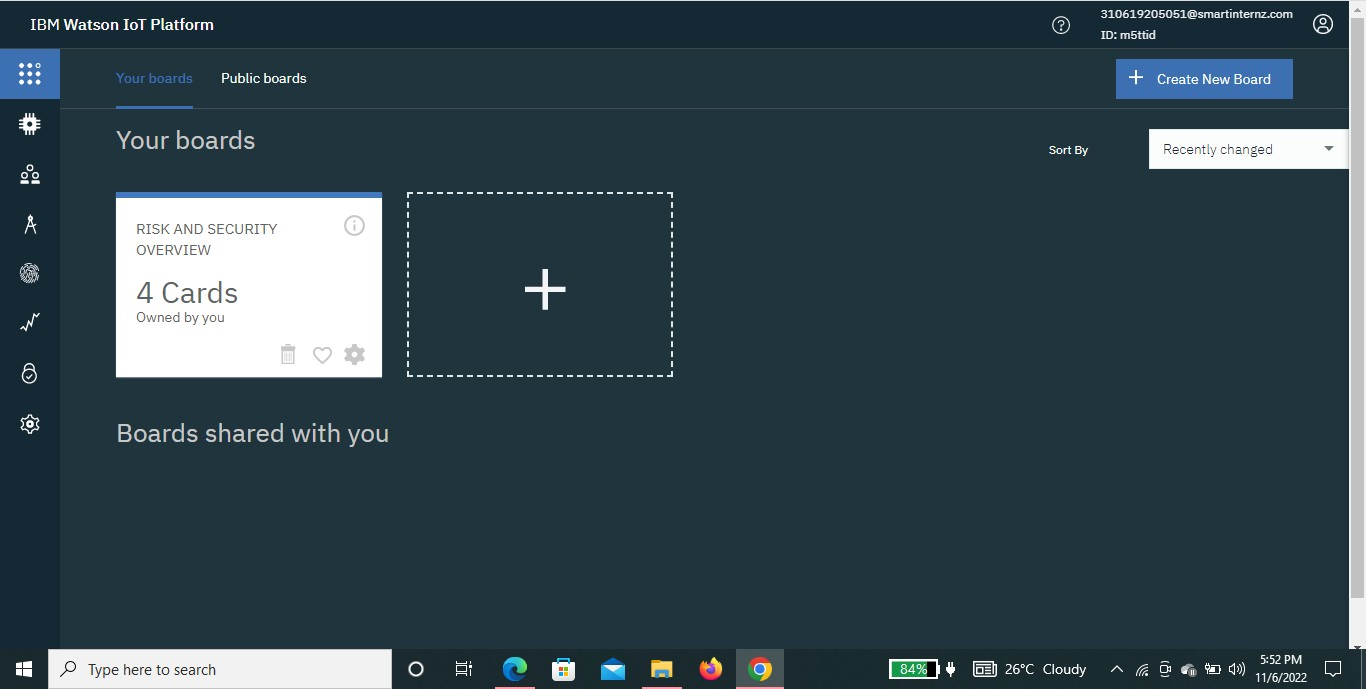 IBM Watson IoT Platform
310619205051@smartinternz.com
ID: m5ttid
Your boards
Public boards
Create New Board
Your boards
Sort By
Recently changed
RISK AND SECURITY
OVERVIEW
4 Cards
Owned by you
Boards shared with you
Type here to search
84%
26°C Cloudy
5:52 PM
11/6/2022